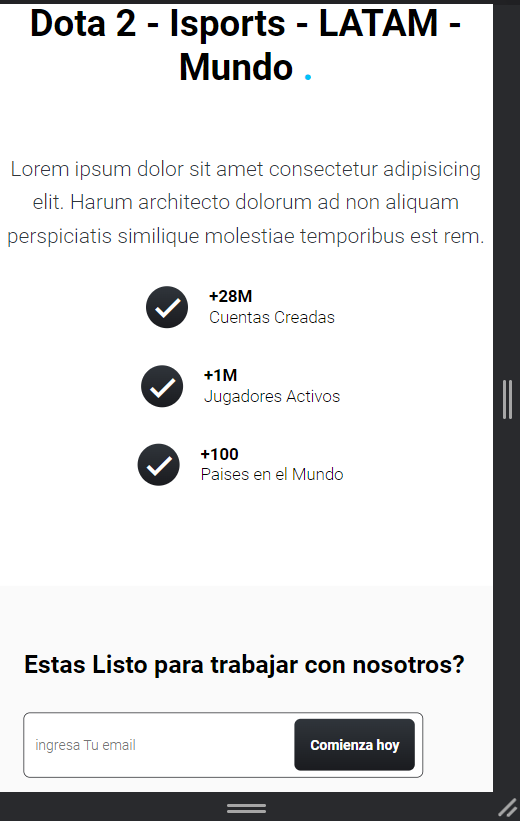 Dota 2 - Isports - LATAM -
Mundo .
Lorem ipsum dolor sit amet consectetur adipisicing
elit. Harum architecto dolorum ad non aliquam
perspiciatis similique molestiae temporibus est rem.
+28M
Cuentas Creadas
+1M
Jugadores Activos
+100
Paises en el Mundo
Estas Listo para trabajar con nosotros?
ingresa Tu email
Comienza hoy